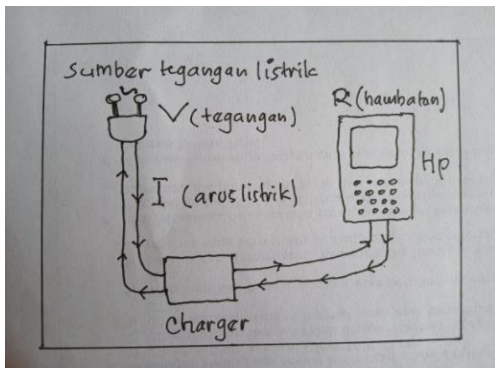 Sumber tegangan listrik
V (tegangan)
R (hambatan)
Hp
I (arus listrik)
Charger